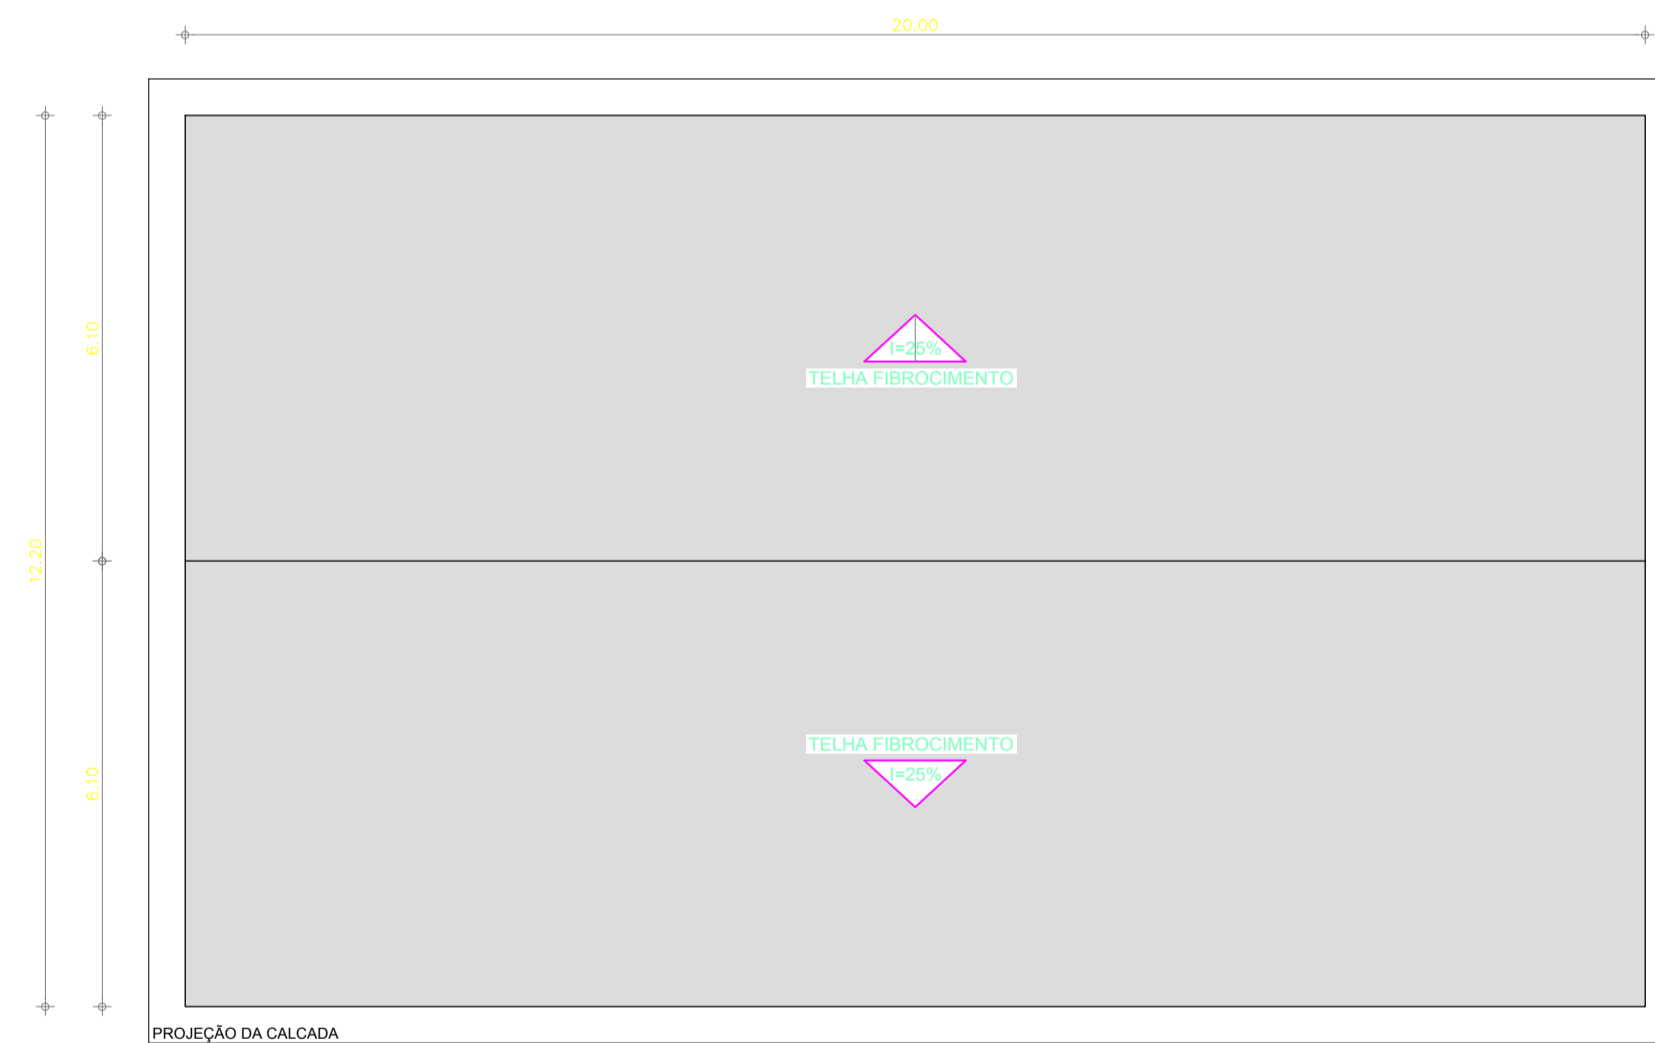 20.00
6.10
I=25%
TELHA FIBROCIMENTO
12.20
TELHA FIBROCIMENTO
I=25%
6.10
PROJEÇÃO DA CALCADA